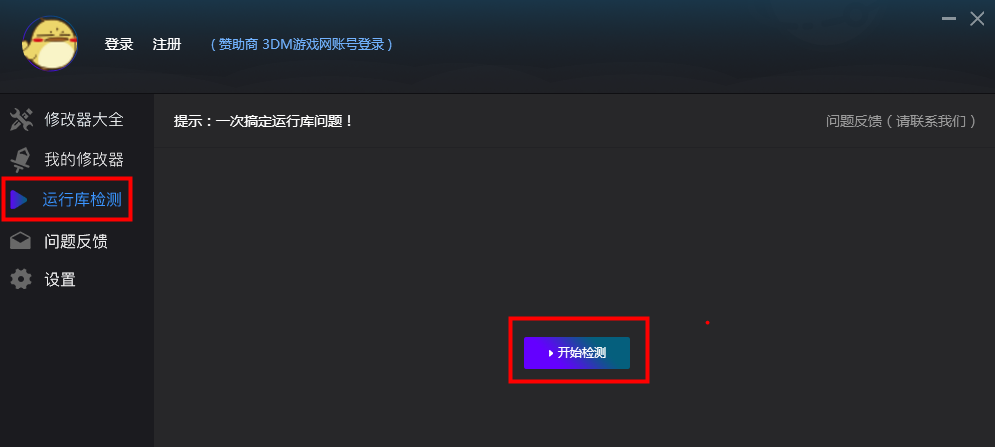 登录 注册 ( 赞助商 3DM游戏网账号登录 )
修改器大全
我的修改器
运行库检测
问题反馈
设置
提示：一次搞定运行库问题！ 问题反馈 ( 请联系我们 )
开始检测